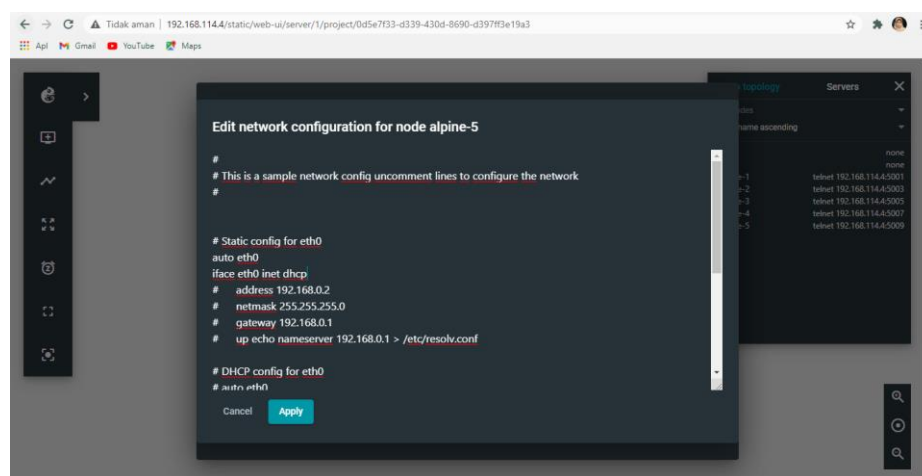 Tidak aman | 192.168.114.4/static/web-ui/server/1/project/0d5e7f33-d339-430d-8690-d397ff3e19a3
Apl Gmail YouTube Maps
topology Servers
Edit network configuration for node alpine-5
name ascending
#
# This is a sample network config uncomment lines to configure the network
#
none
none
-1 telnet 192.168.114.4:5001
-2 telnet 192.168.114.4:5003
-3 telnet 192.168.114.4:5005
-4 telnet 192.168.114.4:5007
-5 telnet 192.168.114.4:5009
# Static config for eth0
auto eth0
iface eth0 inet dhcp
# address 192.168.0.2
# netmask 255.255.255.0
# gateway 192.168.0.1
# up echo nameserver 192.168.0.1 > /etc/resolv.conf
# DHCP config for eth0
# auto eth0
Cancel Apply